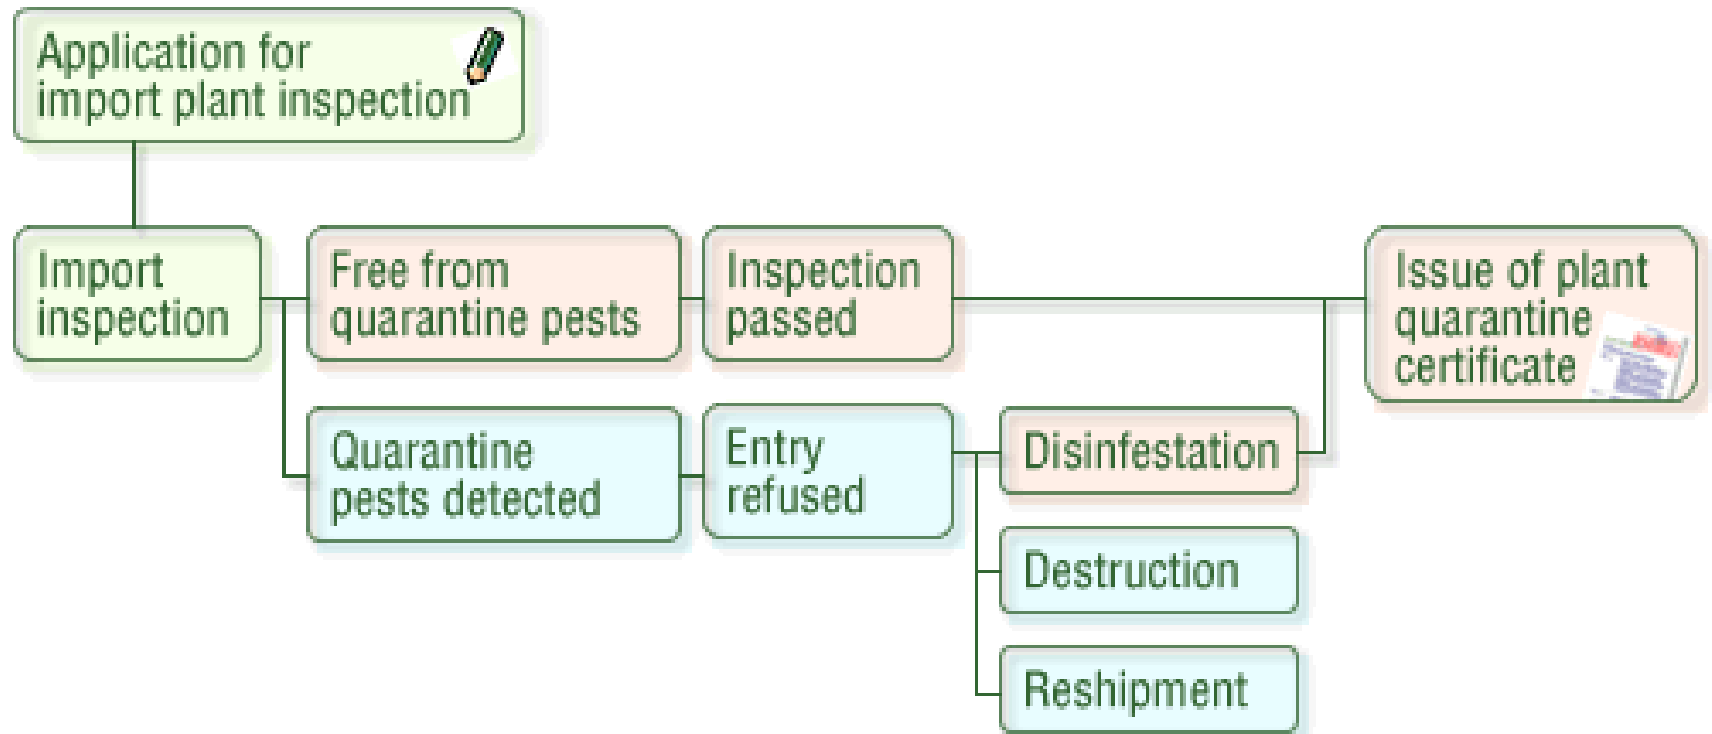 Application for
import plant inspection
Import
inspection
Free from
quarantine pests
Inspection
passed
Issue of plant
quarantine
certificate
Quarantine
pests detected
Entry
refused
Disinfestation
Destruction
Reshipment